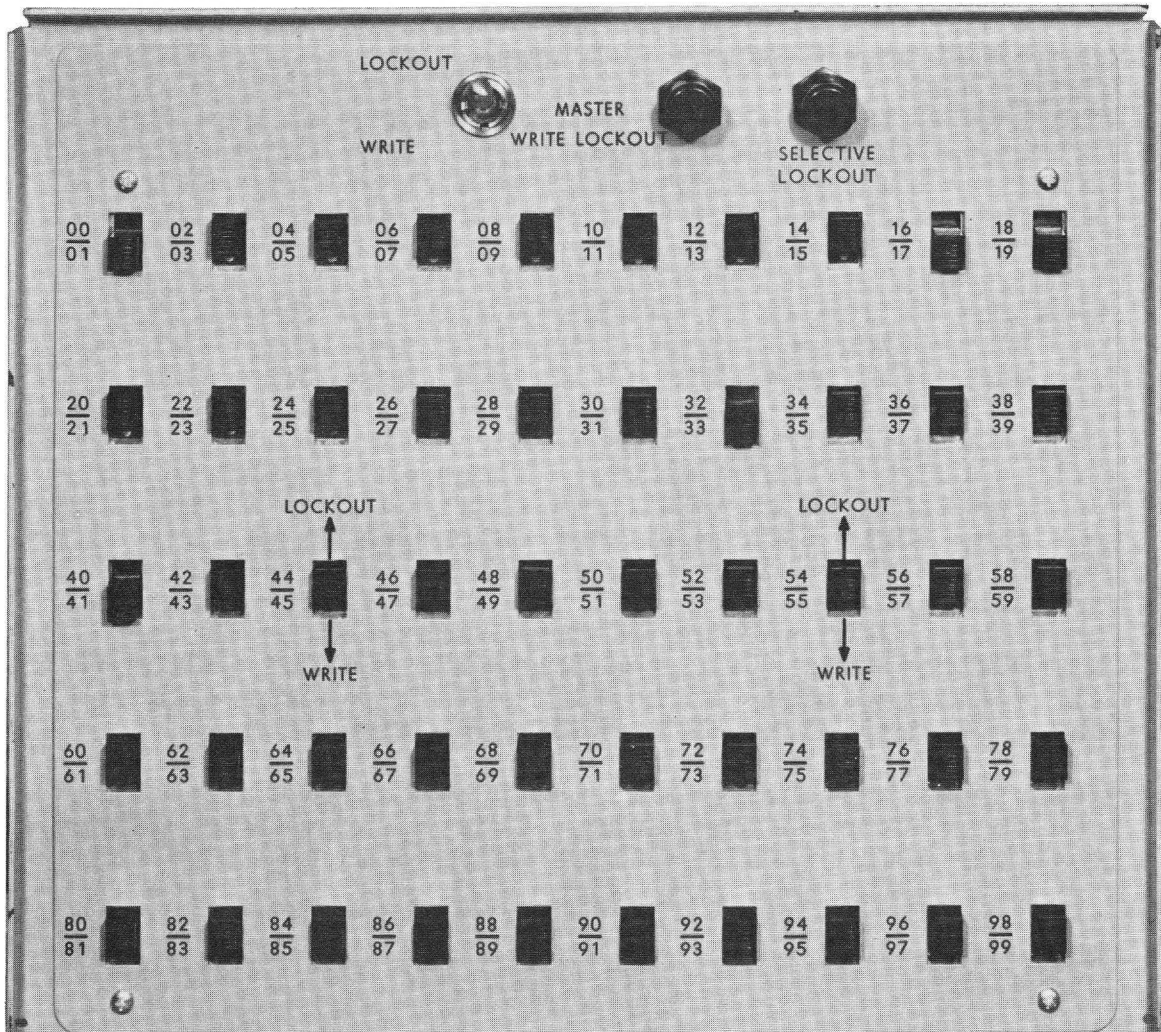 LOCKOUT
MASTER
WRITE
WRITE LOCKOUT
SELECTIVE
LOCKOUT
00 02 04 06 08 10 12 14 16 18
01 03 05 07 09 11 13 15 17 19
20 22 24 26 28 30 32 34 36 38
21 23 25 27 29 31 33 35 37 39
LOCKOUT LOCKOUT
40 42 44 46 48 50 52 54 56 58
41 43 45 47 49 51 53 55 57 59
WRITE WRITE
60 62 64 66 68 70 72 74 76 78
61 63 65 67 69 71 73 75 77 79
80 82 84 86 88 90 92 94 96 98
81 83 85 87 89 91 93 95 97 99